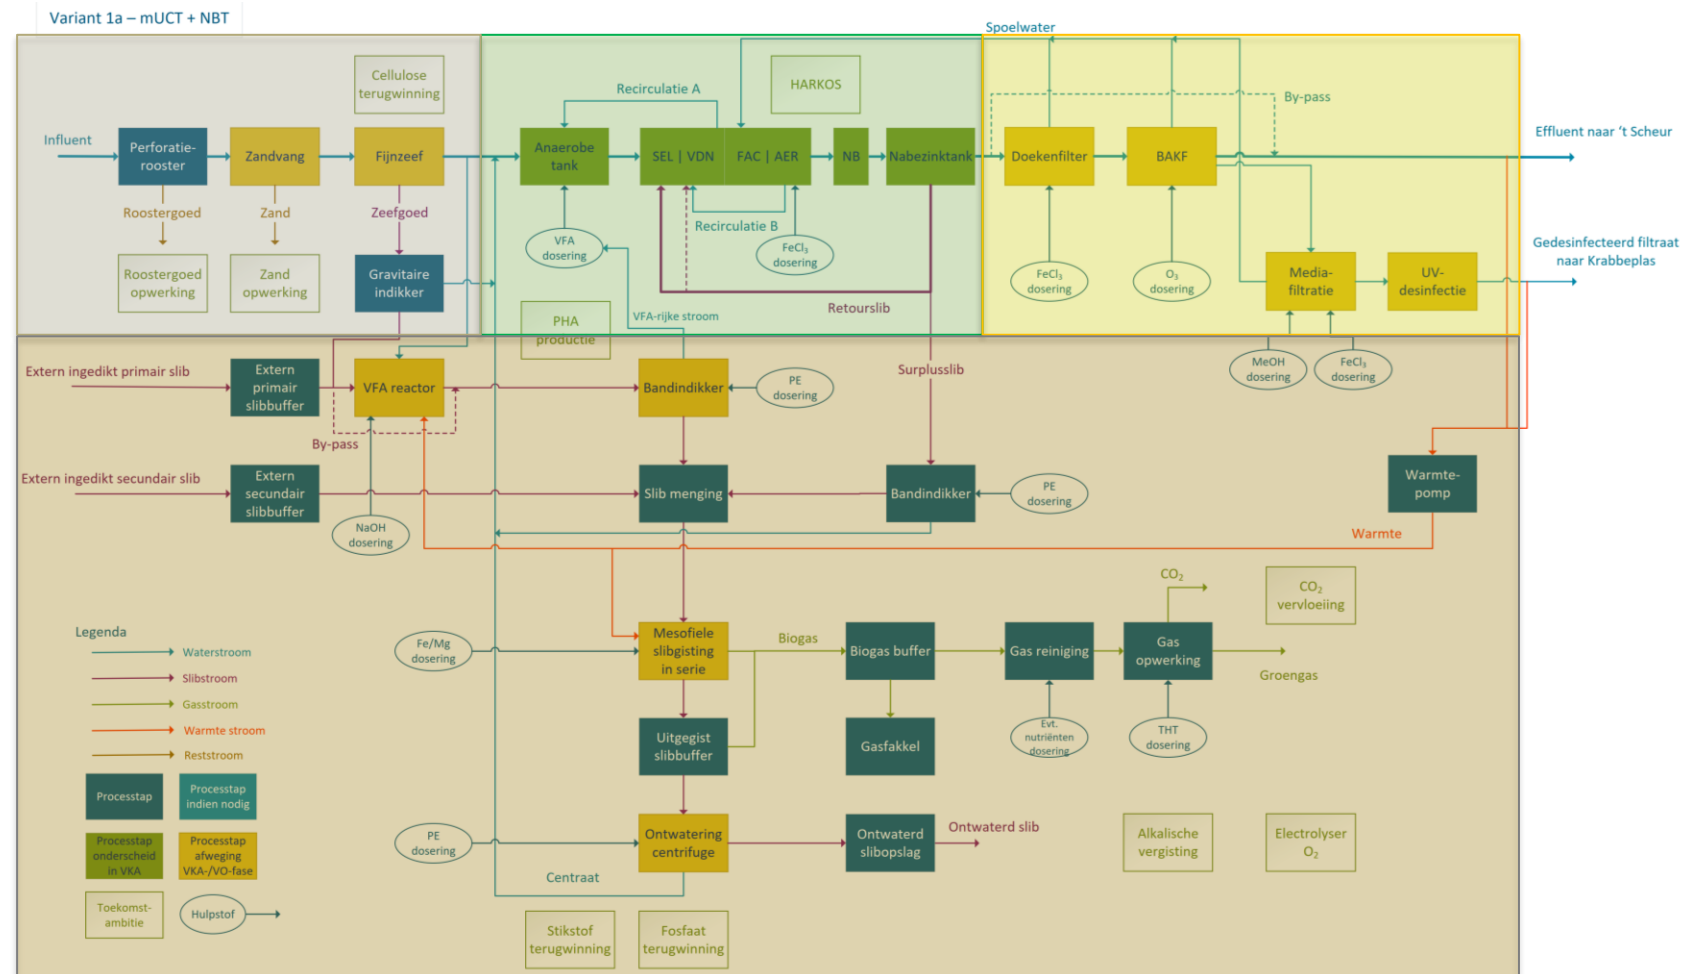 Variant 1a – mUCT + NBT
Spoelwater
Cellulose
terugwinning
HARKOS
Recirculatie A
By-pass
Influent
Perforatie-
rooster
Zandvang
Fijnzeef
Anaerobe
tank
SEL | VDN
FAC | AER
NB
Nabezinktank
Doekenfilter
BAKF
Effluent naar ‘t Scheur
Roostergoed
Zand
Zeefgoed
Recirculatie B
VFA
dosering
FeCl3
dosering
Roostergoed
opwerking
Zand
opwerking
Gravitaire
indikker
FeCl3
dosering
O3
dosering
Media-
filtratie
UV-
desinfectie
Gedesinfecteerd filtraat
naar Krabbeplas
PHA
productie
VFA-rijke stroom
Retourslib
Extern ingedikt primair slib
Extern
primair
slibbuffer
VFA reactor
Bandindikker
PE
dosering
Surplusslib
MeOH
dosering
FeCl3
dosering
By-pass
Extern ingedikt secundair slib
Extern
secundair
slibbuffer
Slib menging
Bandindikker
PE
dosering
Warmte-
pomp
NaOH
dosering
Warmte
CO2
CO2
vervloeiing
Legenda
Waterstroom
Slibstroom
Gasstroom
Warmte stroom
Reststroom
Fe/Mg
dosering
Mesofiele
slibgisting
in serie
Biogas
Biogas buffer
Gas reiniging
Gas
opwerking
Groengas
Uitgegist
slibbuffer
Gasfakkel
Evt.
nutriënten
dosering
THT
dosering
Processtap
Processtap
indien nodig
Processtap
onderscheid
in VKA
Processtap
afweging
VKA-/VO-fase
PE
dosering
Ontwatering
centrifuge
Ontwaterd
slibopslag
Ontwaterd slib
Alkalische
vergisting
Electrolyser
O2
Centraat
Toekomst-
ambitie
Hulpstof
Stikstof
terugwinning
Fosfaat
terugwinning